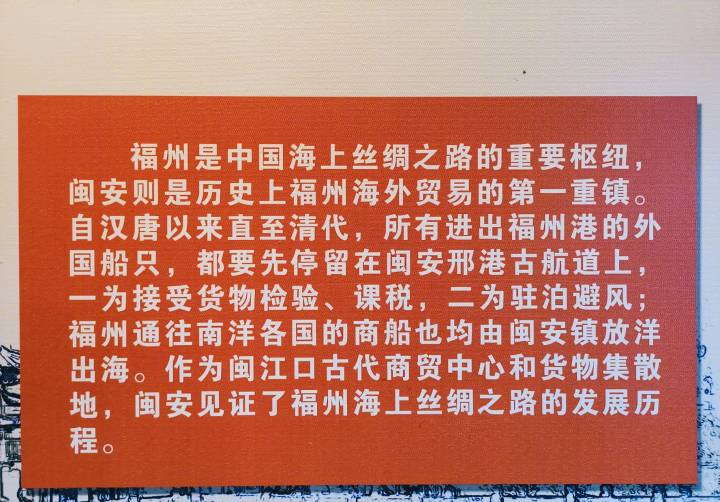 福州是中国海上丝绸之路的重要枢纽，
闽安则是历史上福州海外贸易的第一重镇。
自汉唐以来直至清代，所有进出福州港的外
国船只，都要先停留在闽安邢港古航道上，
一为接受货物检验、课税，二为驻泊避风；
福州通往南洋各国的商船也均由闽安镇放洋
出海。作为闽江口古代商贸中心和货物集散
地，闽安见证了福州海上丝绸之路的发展历
程。